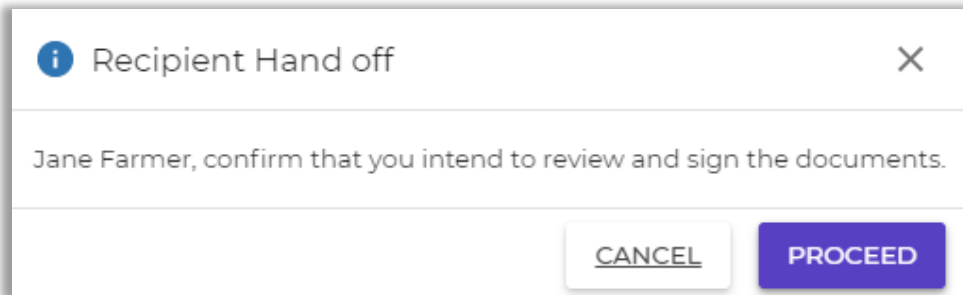 Recipient Hand off
Jane Farmer, confirm that you intend to review and sign the documents.
CANCEL
PROCEED